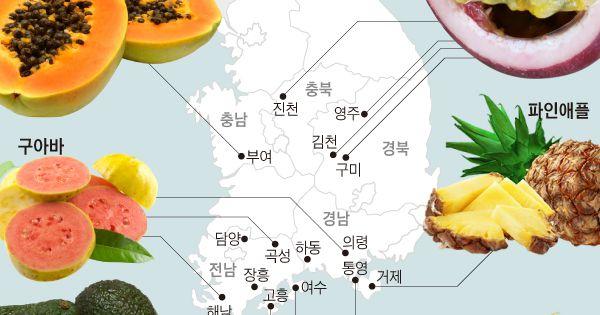 충북
진천
영주
파인애플
충남
김천
구아바
부여
구미
경북
경남
담양
곡성
하동
의령
전남
장흥
통영
거제
고흥
여수
해남